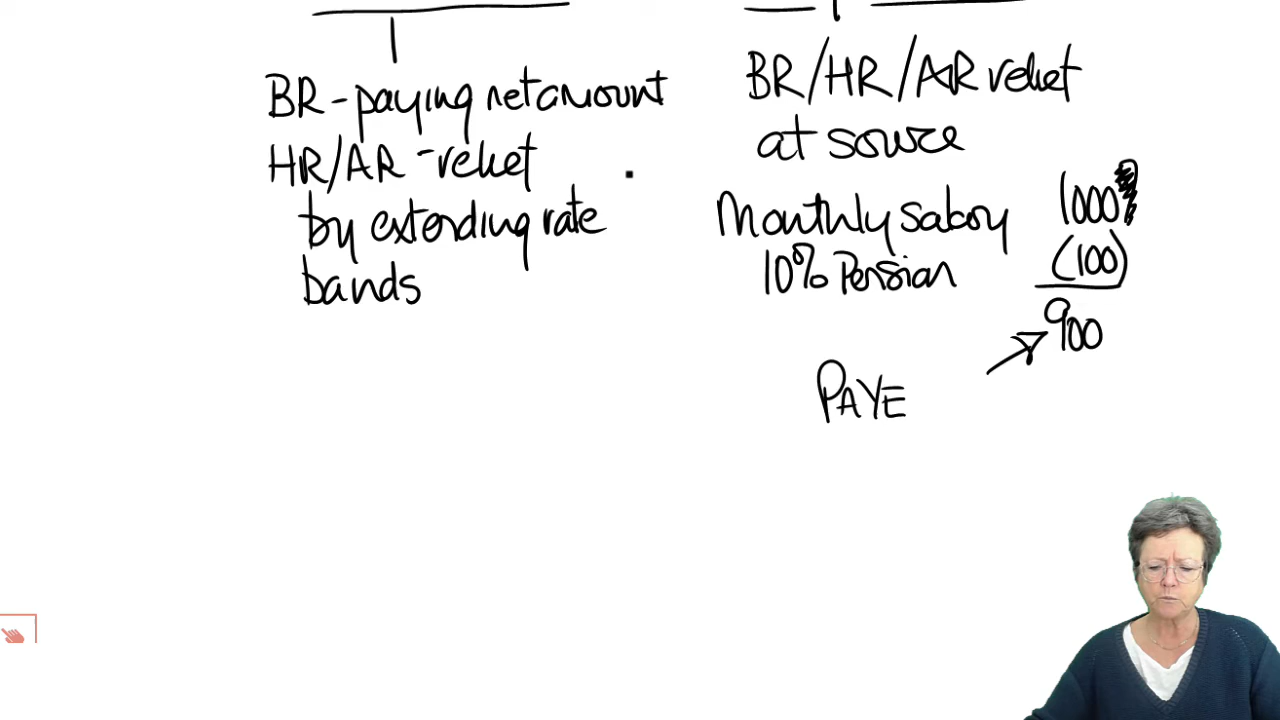 BR - paying net amount
HR/AR - relief
by extending rate
bands
BR/HR/AR relief
at source
Monthly Salary 1000
10% Pension (100)
900
PAYE